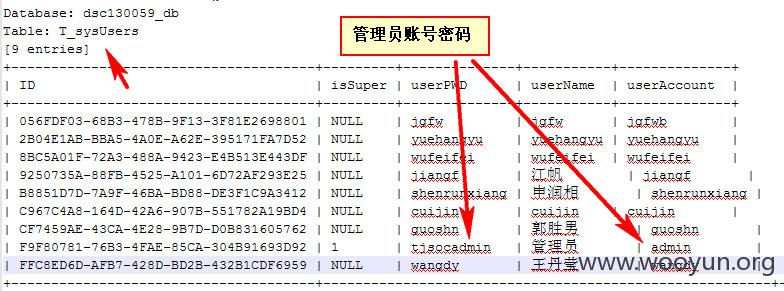 Database: dsc130059_db
Table: T_sysUsers
[9 entries]
管理员账号密码
| ID | isSuper | userPWD | userName | userAccount |
| 056FDF03-68B3-478B-9F13-3F81E2698801 | NULL | jgfw | jgfw | jgfwb |
| 2B04E1AB-BBA5-4A0E-A62E-395171FA7D52 | NULL | yuehangyu | yuehangyu | yuehangyu |
| 8BC5A01F-72A3-488A-9423-E4B513E443DF | NULL | wufeifei | wufeifei | wufeifei |
| 9250735A-88FB-4525-A101-6D72AF293E25 | NULL | jiangf | 江帆 | jiangf |
| B8851D7D-7A9F-46BA-BD88-DE3F1C9A3412 | NULL | shenrunxiang | 申润相 | shenrunxiang |
| C967C4A8-164D-42A6-907B-551782A19BD4 | NULL | cuijin | cuijin | cuijin |
| CF7459AE-43CA-4E28-9B7D-D0B831605762 | NULL | guoshn | 郭胜男 | guoshn |
| F9F80781-76B3-4FAE-85CA-304B91693D92 | 1 | tjsocadmin | 管理员 | admin |
| FFC8ED6D-AFB7-428D-BD2B-432B1CDF6959 | NULL | wangdy | 王丹莹 | wangdy |
www.wooyun.org